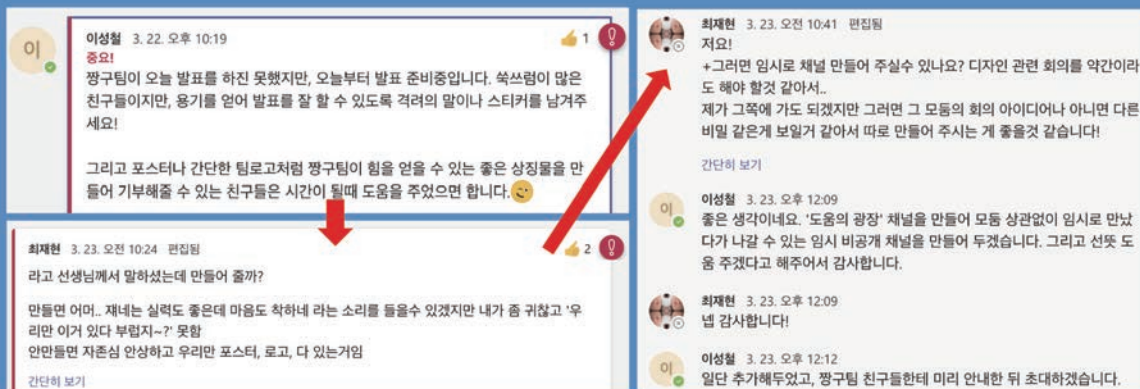 이
이성철 3. 22. 오후 10:19
1
중요!
짱구팀이 오늘 발표를 하진 못했지만, 오늘부터 발표 준비중입니다. 쑥쓰럼이 많은
친구들이지만, 용기를 얻어 발표를 잘 할 수 있도록 격려의 말이나 스티커를 남겨주
세요!
그리고 포스터나 간단한 팀로고처럼 짱구팀이 힘을 얻을 수 있는 좋은 상징물을 만
들어 기부해줄 수 있는 친구들은 시간이 될때 도움을 주었으면 합니다.
최재현 3. 23. 오전 10:24 편집됨
2
라고 선생님께서 말하셨는데 만들어 줄까?
만들면 어머.. 쟤네는 실력도 좋은데 마음도 착하네 라는 소리를 들을수 있겠지만 내가 좀 귀찮고 '우
리만 이거 있다 부럽지~?' 못함
안만들면 자존심 안상하고 우리만 포스터, 로고, 다 있는거임
간단히 보기
최재현 3. 23. 오전 10:41 편집됨
저요!
+그러면 임시로 채널 만들어 주실수 있나요? 디자인 관련 회의를 약간이라
도 해야 할것 같아서..
제가 그쪽에 가도 되겠지만 그러면 그 모둠의 회의 아이디어나 아니면 다른
비밀 같은게 보일거 같아서 따로 만들어 주시는 게 좋을것 같습니다!
간단히 보기
이
이성철 3. 23. 오후 12:09
좋은 생각이네요. '도움의 광장' 채널을 만들어 모둠 상관없이 임시로 만났
다가 나갈 수 있는 임시 비공개 채널을 만들어 두겠습니다. 그리고 선뜻 도
움 주겠다고 해주어서 감사합니다.
최재현 3. 23. 오후 12:09
넵 감사합니다!
이
이성철 3. 23. 오후 12:12
일단 추가해두었고, 짱구팀 친구들한테 미리 안내한 뒤 초대하겠습니다.